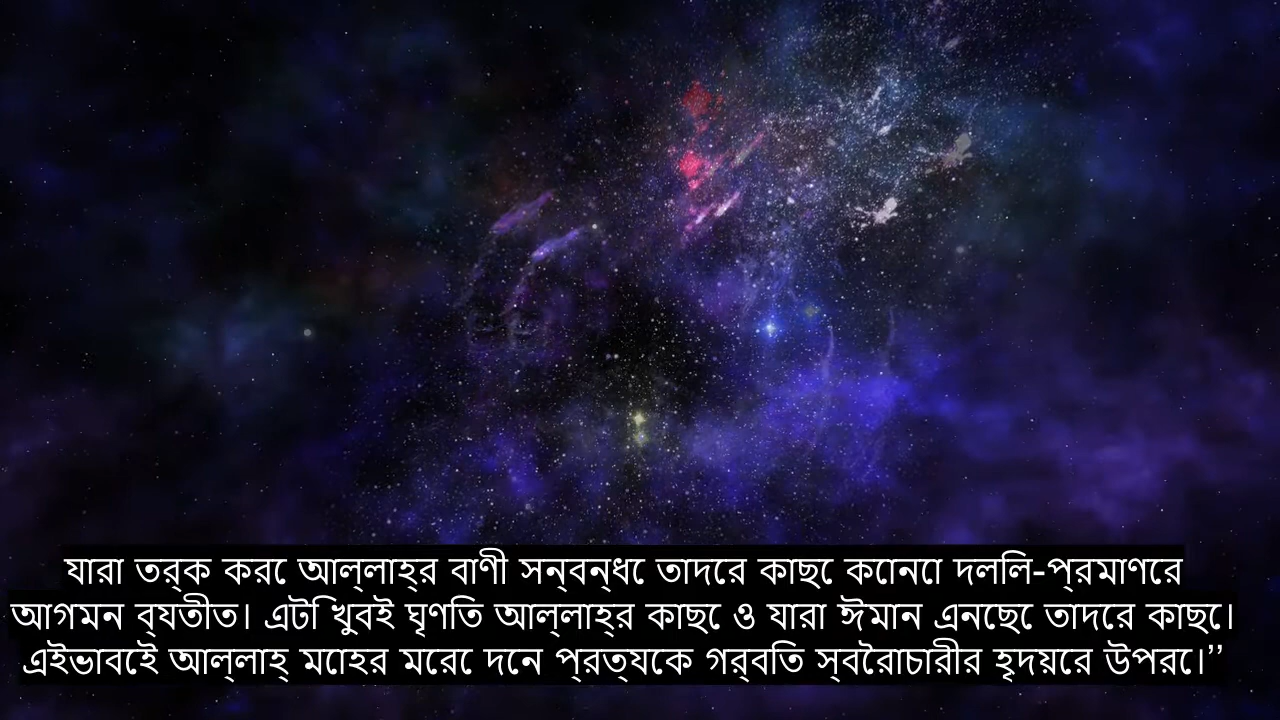 যারা তর্ক করে আল্লাহ্‌র বাণী সন্বন্ধে তাদের কাছে কোনো দলিল-প্রমাণের
আগমন ব্যতীত। এটি খুবই ঘৃণিত আল্লাহ্‌র কাছে ও যারা ঈমান এনেছে তাদের কাছে।
এইভাবেই আল্লাহ্ মোহর মেরে দেন প্রত্যেক গর্বিত স্বৈরাচারীর হৃদয়ের উপরে।’’